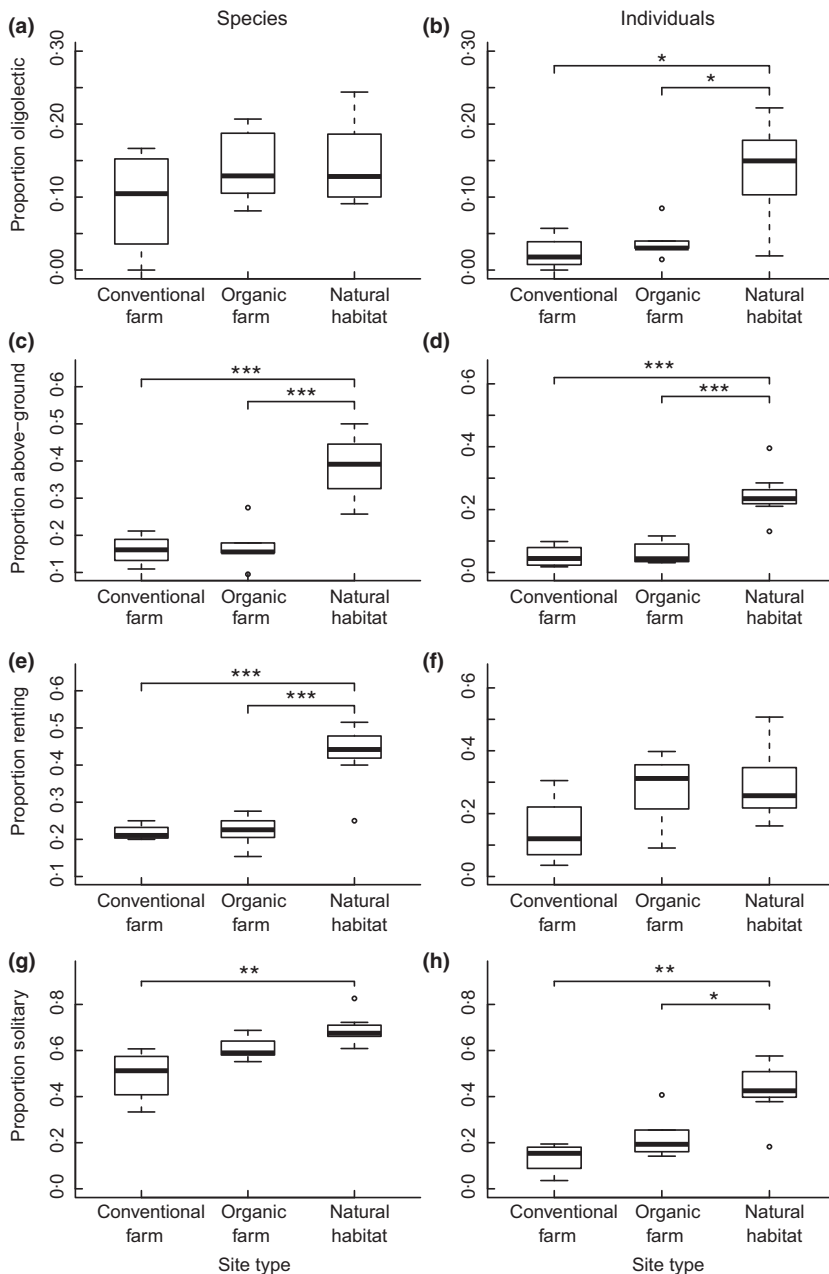 Species
Individuals
(a)
Proportion oligolectic
0·00 0·10 0·20 0·30
Conventional farm
Organic farm
Natural habitat
(b)
*
*
0·00 0·10 0·20 0·30
Conventional farm
Organic farm
Natural habitat
(c)
Proportion above-ground
0·1 0·2 0·3 0·4 0·5 0·6
***
***
Conventional farm
Organic farm
Natural habitat
(d)
0·0 0·2 0·4 0·6
***
***
Conventional farm
Organic farm
Natural habitat
(e)
Proportion renting
0·1 0·2 0·3 0·4 0·5 0·6
***
***
Conventional farm
Organic farm
Natural habitat
(f)
0·0 0·2 0·4 0·6
Conventional farm
Organic farm
Natural habitat
(g)
Proportion solitary
0·0 0·2 0·4 0·6 0·8
**
Conventional farm
Organic farm
Natural habitat
Site type
(h)
0·0 0·2 0·4 0·6 0·8
**
*
Conventional farm
Organic farm
Natural habitat
Site type